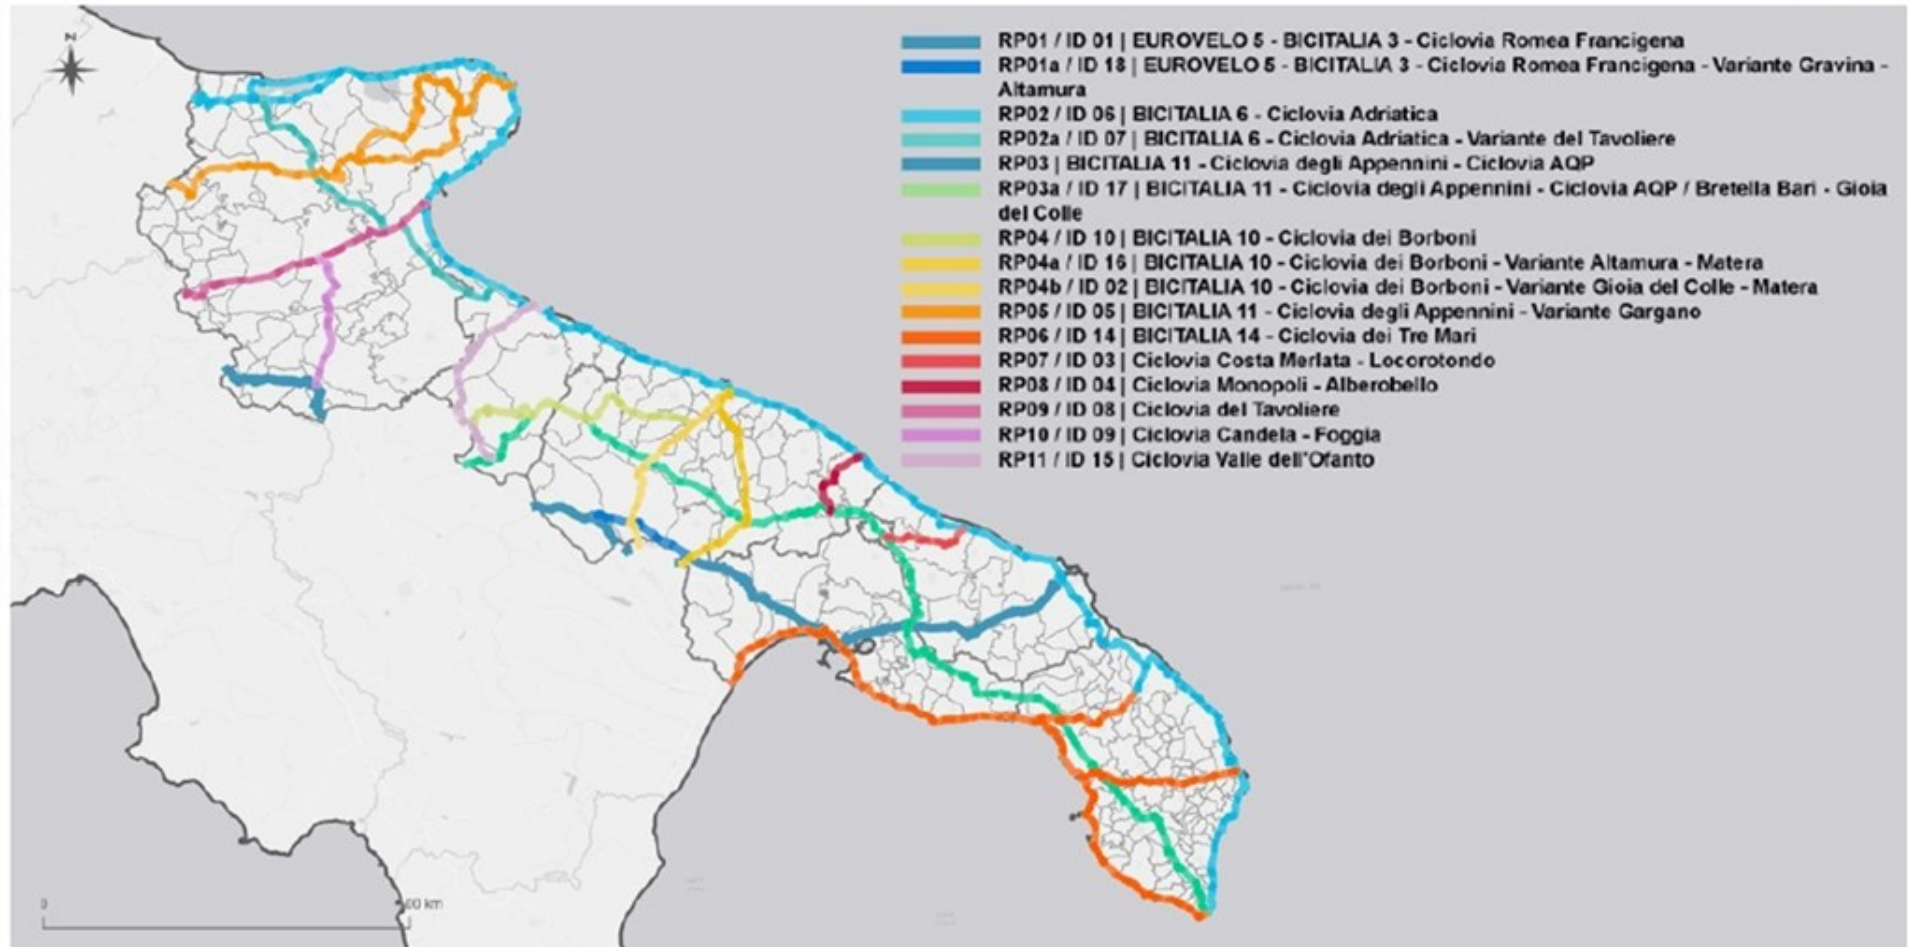 N
RP01 / ID 01 | EUROVELO 5 - BICITALIA 3 - Ciclovia Romea Francigena
RP01a / ID 18 | EUROVELO 5 - BICITALIA 3 - Ciclovia Romea Francigena - Variante Gravina -
Altamura
RP02 / ID 06 | BICITALIA 6 - Ciclovia Adriatica
RP02a / ID 07 | BICITALIA 6 - Ciclovia Adriatica - Variante del Tavoliere
RP03 | BICITALIA 11 - Ciclovia degli Appennini - Ciclovia AQP
RP03a / ID 17 | BICITALIA 11 - Ciclovia degli Appennini - Ciclovia AQP / Bretella Bari - Gioia
del Colle
RP04 / ID 10 | BICITALIA 10 - Ciclovia dei Borboni
RP04a / ID 16 | BICITALIA 10 - Ciclovia dei Borboni - Variante Altamura - Matera
RP04b / ID 02 | BICITALIA 10 - Ciclovia dei Borboni - Variante Gioia del Colle - Matera
RP05 / ID 05 | BICITALIA 11 - Ciclovia degli Appennini - Variante Gargano
RP06 / ID 14 | BICITALIA 14 - Ciclovia dei Tre Mari
RP07 / ID 03 | Ciclovia Costa Merlata - Locorotondo
RP08 / ID 04 | Ciclovia Monopoli - Alberobello
RP09 / ID 08 | Ciclovia del Tavoliere
RP10 / ID 09 | Ciclovia Candela - Foggia
RP11 / ID 15 | Ciclovia Valle dell'Ofanto
0 km